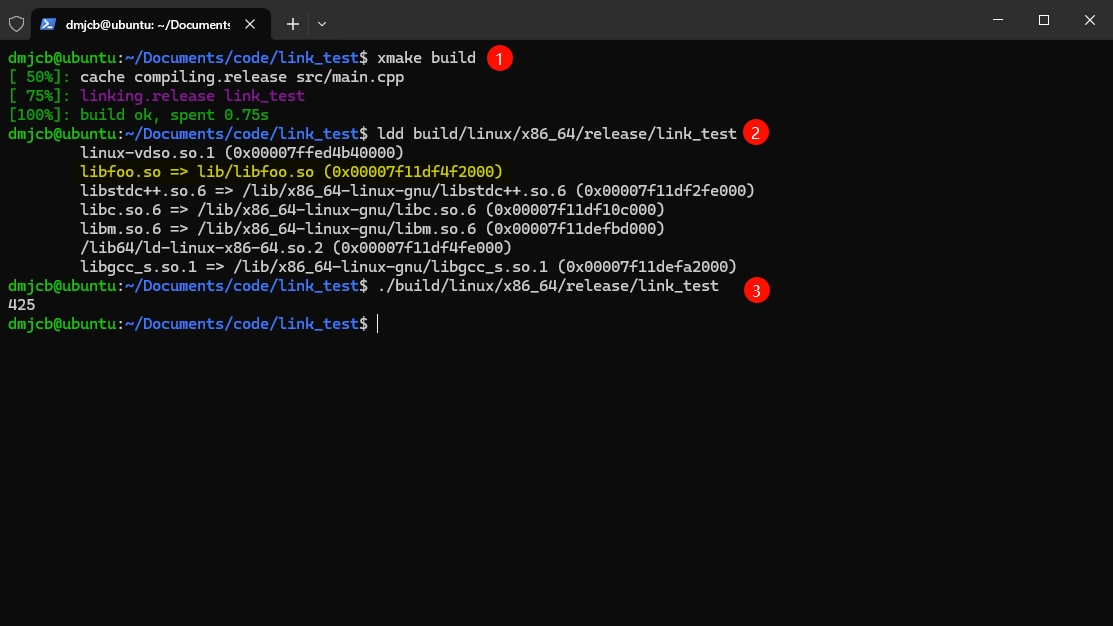 dmjcb@ubuntu: ~/Documents
dmjcb@ubuntu:~/Documents/code/link_test$ xmake build 1
[ 50%]: cache compiling.release src/main.cpp
[ 75%]: linking.release link_test
[100%]: build ok, spent 0.75s
dmjcb@ubuntu:~/Documents/code/link_test$ ldd build/linux/x86_64/release/link_test 2
linux-vdso.so.1 (0x00007ffed4b40000)
libfoo.so => lib/libfoo.so (0x00007f11df4f2000)
libstdc++.so.6 => /lib/x86_64-linux-gnu/libstdc++.so.6 (0x00007f11df2fe000)
libc.so.6 => /lib/x86_64-linux-gnu/libc.so.6 (0x00007f11df10c000)
libm.so.6 => /lib/x86_64-linux-gnu/libm.so.6 (0x00007f11defbd000)
/lib64/ld-linux-x86-64.so.2 (0x00007f11df4fe000)
libgcc_s.so.1 => /lib/x86_64-linux-gnu/libgcc_s.so.1 (0x00007f11defa2000)
dmjcb@ubuntu:~/Documents/code/link_test$ ./build/linux/x86_64/release/link_test 3
425
dmjcb@ubuntu:~/Documents/code/link_test$